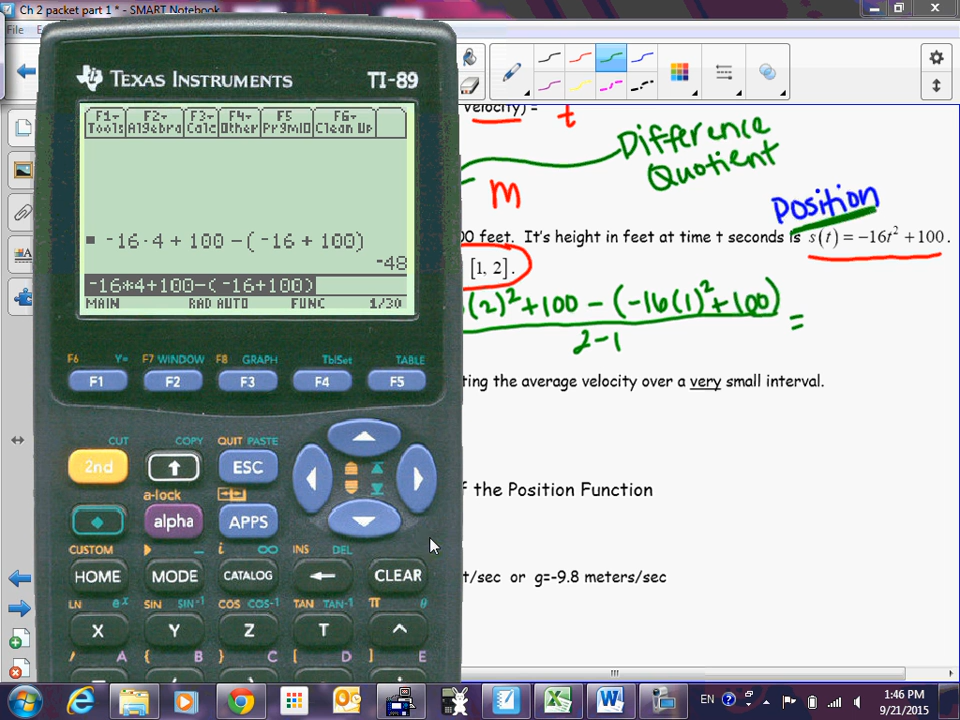 Ch 2 packet part 1 * - SMART Notebook
File
TEXAS INSTRUMENTS TI-89
F1 F2 F3 F4 F5 F6
Tools Algebra Calc Other PrgmIO Clean Up
-16·4 + 100 - (-16 + 100)
-48
-16*4+100-(-16+100)
MAIN RAD AUTO FUNC 1/30
F6 Y= F7 WINDOW F8 GRAPH TblSet TABLE
F1 F2 F3 F4 F5
CUT COPY QUIT PASTE
2nd ESC
a-lock
alpha APPS
CUSTOM _ i ∞ INS DEL
HOME MODE CATALOG ← CLEAR
LN eˣ SIN SIN⁻¹ COS COS⁻¹ TAN TAN⁻¹ π θ
X Y Z T ^
' A { B } C [ D ] E
velocity) = t
Difference
Quotient
m
Position
00 feet. It's height in feet at time t seconds is s(t) = −16t² + 100.
[1, 2].
(2)² + 100 - (-16(1)² + 100) =
2 - 1
ting the average velocity over a very small interval.
f the Position Function
t/sec or g=-9.8 meters/sec
EN
1:46 PM
9/21/2015